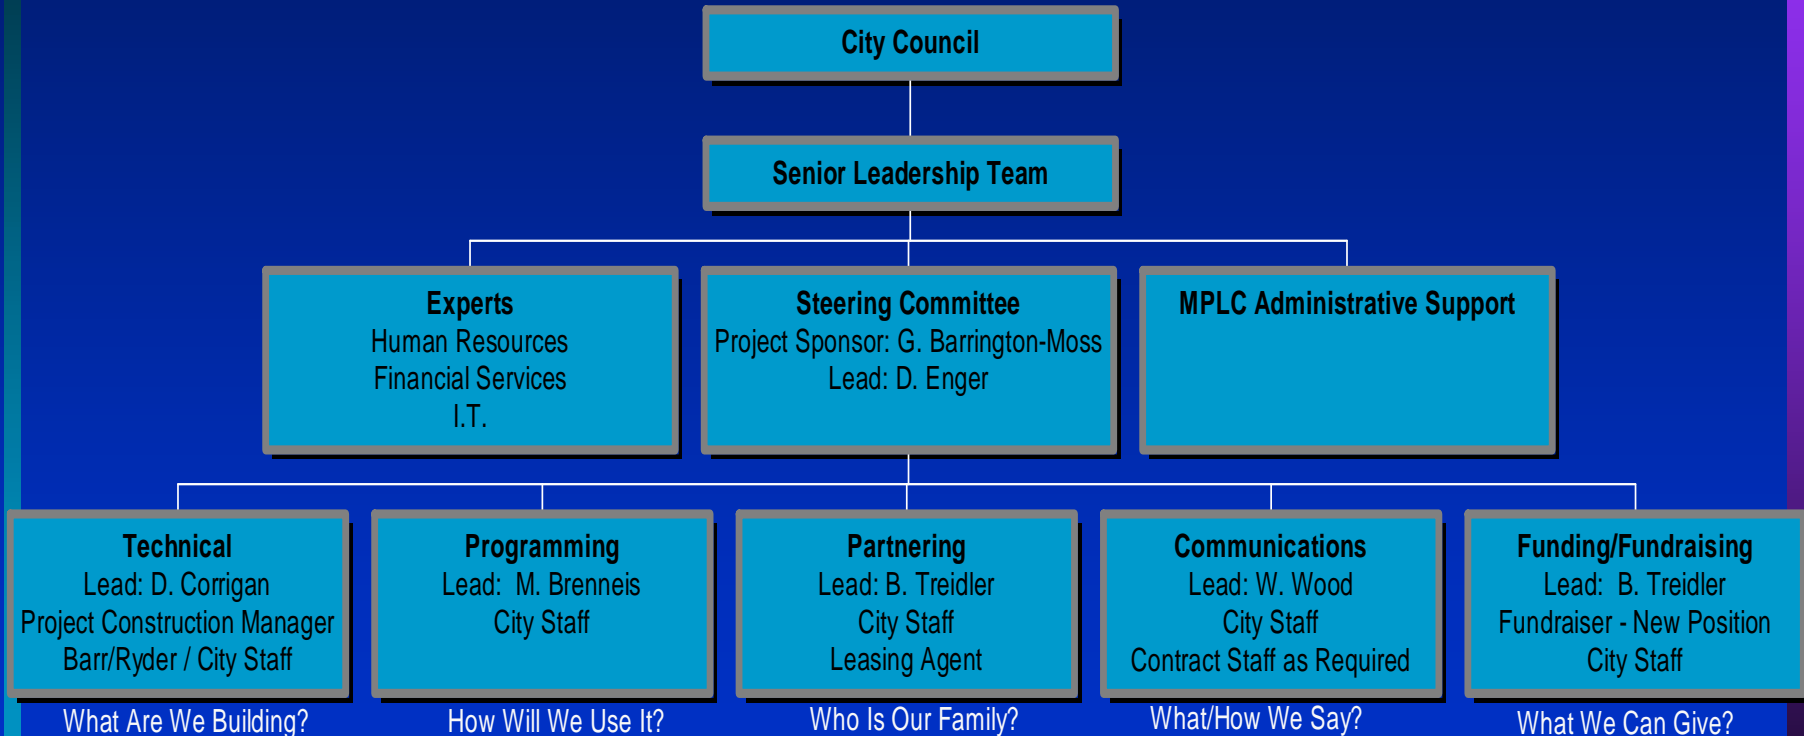 City Council
Senior Leadership Team
Experts
Human Resources
Financial Services
I.T.
Steering Committee
Project Sponsor: G. Barrington-Moss
Lead: D. Enger
MPLC Administrative Support
Technical
Lead: D. Corrigan
Project Construction Manager
Barr/Ryder / City Staff
What Are We Building?
Programming
Lead: M. Brenneis
City Staff
How Will We Use It?
Partnering
Lead: B. Treidler
City Staff
Leasing Agent
Who Is Our Family?
Communications
Lead: W. Wood
City Staff
Contract Staff as Required
What/How We Say?
Funding/Fundraising
Lead: B. Treidler
Fundraiser - New Position
City Staff
What We Can Give?